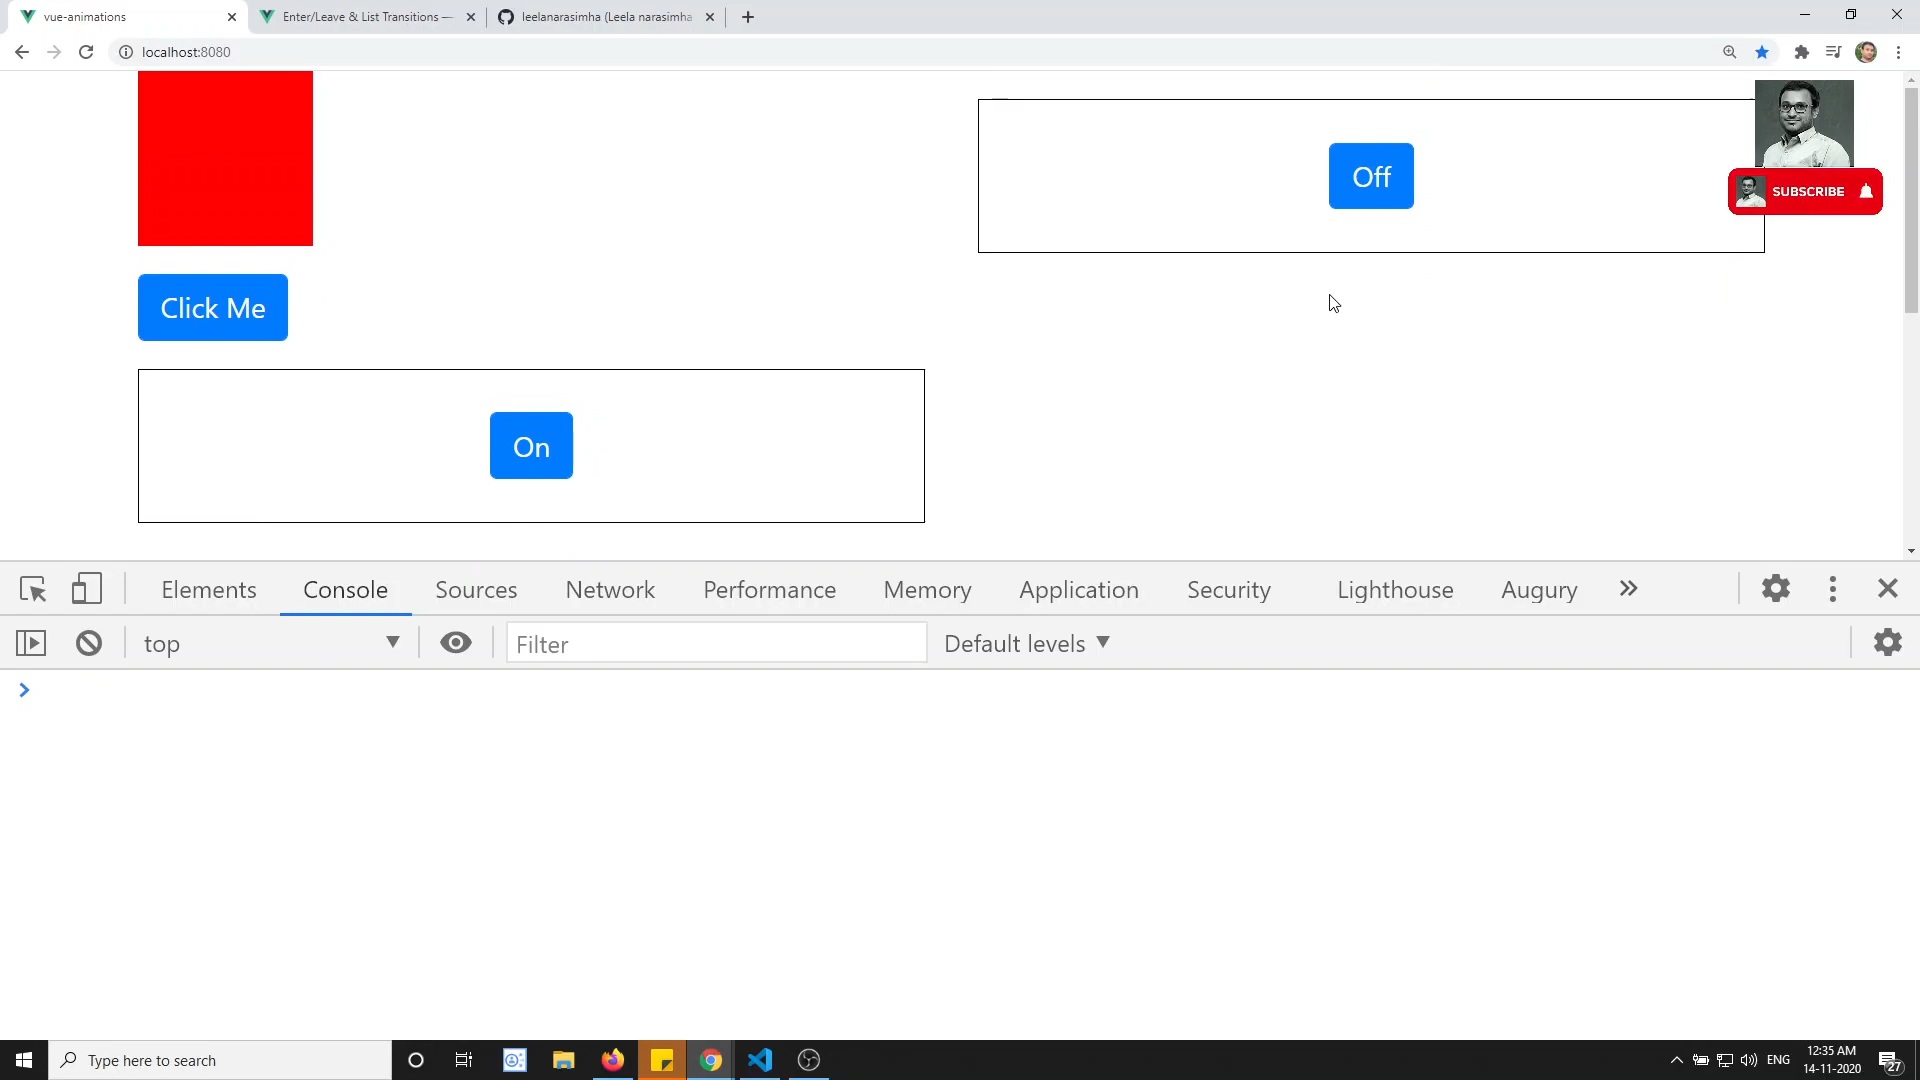 vue-animations
Enter/Leave & List Transitions —
leelanarasimha (Leela narasimha
localhost:8080
Off
SUBSCRIBE
Click Me
On
Elements
Console
Sources
Network
Performance
Memory
Application
Security
Lighthouse
Augury
top
Filter
Default levels
Type here to search
ENG
12:35 AM
14-11-2020
27